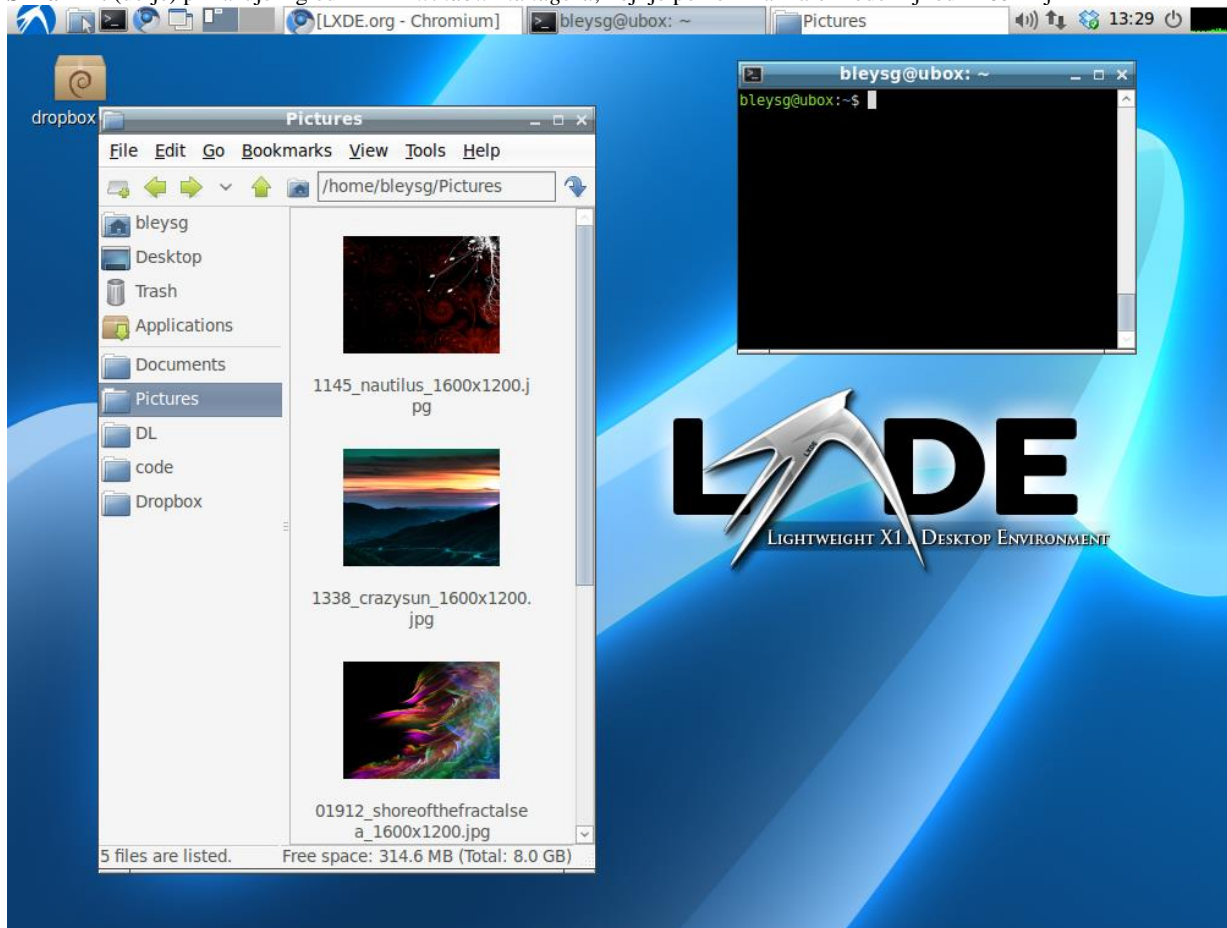 [LXDE.org - Chromium] bleysg@ubox: ~ Pictures 13:29
dropbox
Pictures
File Edit Go Bookmarks View Tools Help
/home/bleysg/Pictures
bleysg
Desktop
Trash
Applications
Documents
Pictures
DL
code
Dropbox
1145_nautilus_1600x1200.j
pg
1338_crazysun_1600x1200.
jpg
01912_shoreofthefractalse
a_1600x1200.jpg
5 files are listed. Free space: 314.6 MB (Total: 8.0 GB)
bleysg@ubox: ~
bleysg@ubox:~$
LXDE
LXDE
Lightweight X11 Desktop Environment